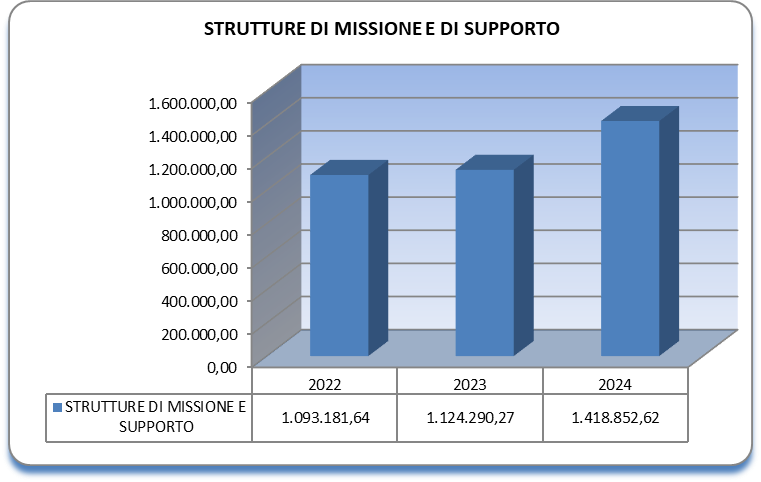 STRUTTURE DI MISSIONE E DI SUPPORTO
1.600.000,00
1.400.000,00
1.200.000,00
1.000.000,00
800.000,00
600.000,00
400.000,00
200.000,00
0,00
2022 2023 2024
STRUTTURE DI MISSIONE E
SUPPORTO
1.093.181,64 1.124.290,27 1.418.852,62